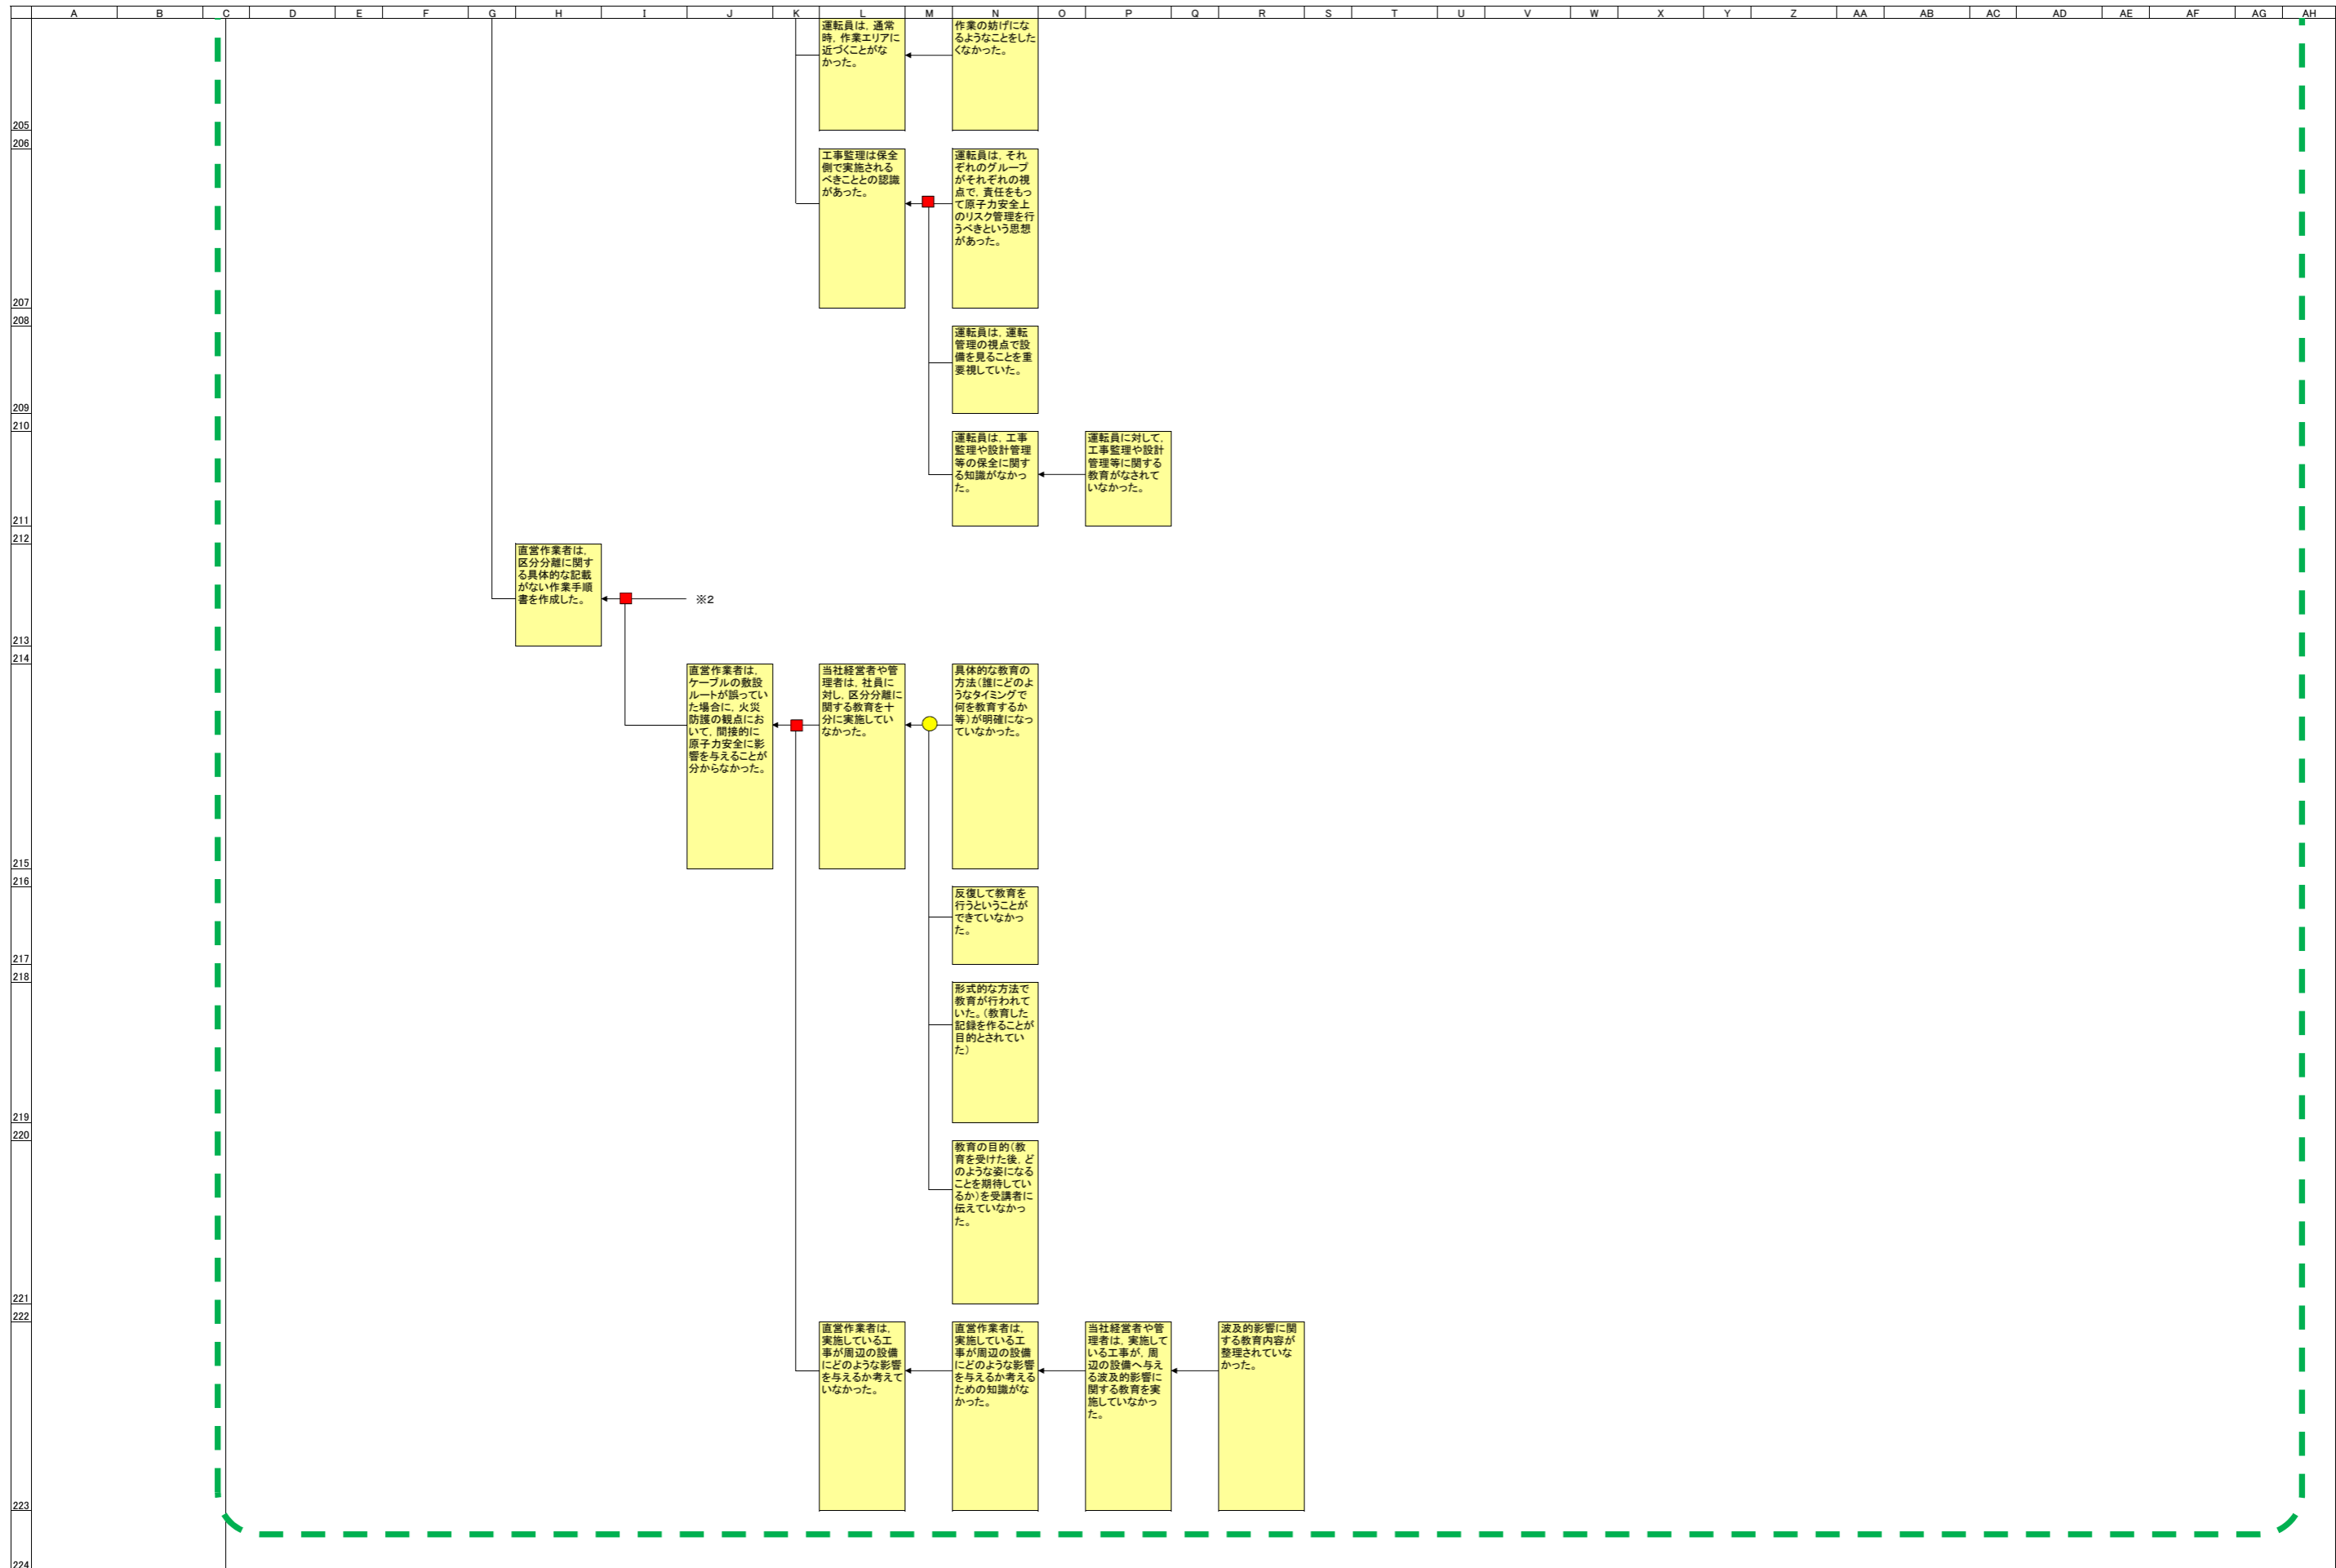 A B C D E F G H I J K L M N O P Q R S T U V W X Y Z AA AB AC AD AE AF AG AH
運転員は，通常
時，作業エリアに
近づくことがな
かった。
作業の妨げにな
るようなことをした
くなかった。
205
206
工事監理は保全
側で実施される
べきこととの認識
があった。
運転員は，それ
ぞれのグループ
がそれぞれの視
点で，責任をもっ
て原子力安全上
のリスク管理を行
うべきという思想
があった。
207
208
運転員は，運転
管理の視点で設
備を見ることを重
要視していた。
209
210
運転員は，工事
監理や設計管理
等の保全に関す
る知識がなかっ
た。
運転員に対して，
工事監理や設計
管理等に関する
教育がなされて
いなかった。
211
212
直営作業者は，
区分分離に関す
る具体的な記載
がない作業手順
書を作成した。
※2
213
214
直営作業者は，
ケーブルの敷設
ルートが誤ってい
た場合に，火災
防護の観点にお
いて，間接的に
原子力安全に影
響を与えることが
分からなかった。
当社経営者や管
理者は，社員に
対し，区分分離に
関する教育を十
分に実施してい
なかった。
具体的な教育の
方法（誰にどのよ
うなタイミングで
何を教育するか
等）が明確になっ
ていなかった。
215
216
反復して教育を
行うということが
できていなかっ
た。
217
218
形式的な方法で
教育が行われて
いた。（教育した
記録を作ることが
目的とされてい
た）
219
220
教育の目的（教
育を受けた後，ど
のような姿になる
ことを期待してい
るか）を受講者に
伝えていなかっ
た。
221
222
直営作業者は，
実施している工
事が周辺の設備
にどのような影響
を与えるか考えて
いなかった。
直営作業者は，
実施している工
事が周辺の設備
にどのような影響
を与えるか考える
ための知識がな
かった。
当社経営者や管
理者は，実施して
いる工事が，周
辺の設備へ与え
る波及的影響に
関する教育を実
施していなかっ
た。
波及的影響に関
する教育内容が
整理されていな
かった。
223
224